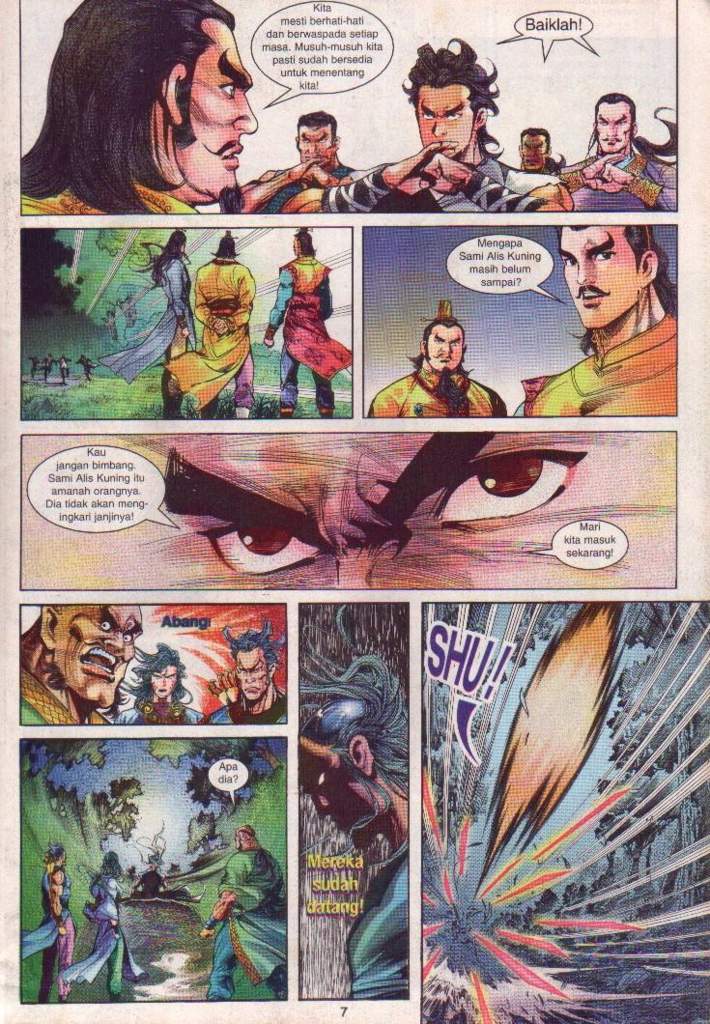 Kita
mesti berhati-hati
dan berwaspada setiap
masa. Musuh-musuh kita
pasti sudah bersedia
untuk menentang
kita!
Baiklah!
Mengapa
Sami Alis Kuning
masih belum
sampai?
Kau
jangan bimbang.
Sami Alis Kuning itu
amanah orangnya.
Dia tidak akan meng-
ingkari janjinya!
Mari
kita masuk
sekarang!
Abang!
SHU!!
Apa
dia?
Mereka
sudah
datang!
7